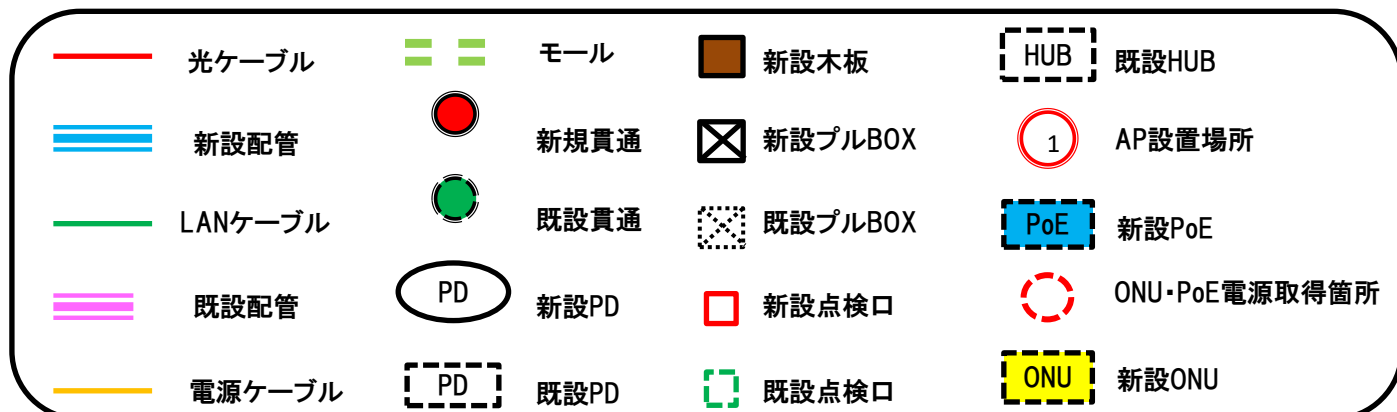 光ケーブル
モール
新設木板
HUB 既設HUB
新設配管
新規貫通
新設プルBOX
1 AP設置場所
LANケーブル
既設貫通
既設プルBOX
PoE 新設PoE
既設配管
PD 新設PD
新設点検口
ONU・PoE電源取得箇所
電源ケーブル
PD 既設PD
既設点検口
ONU 新設ONU